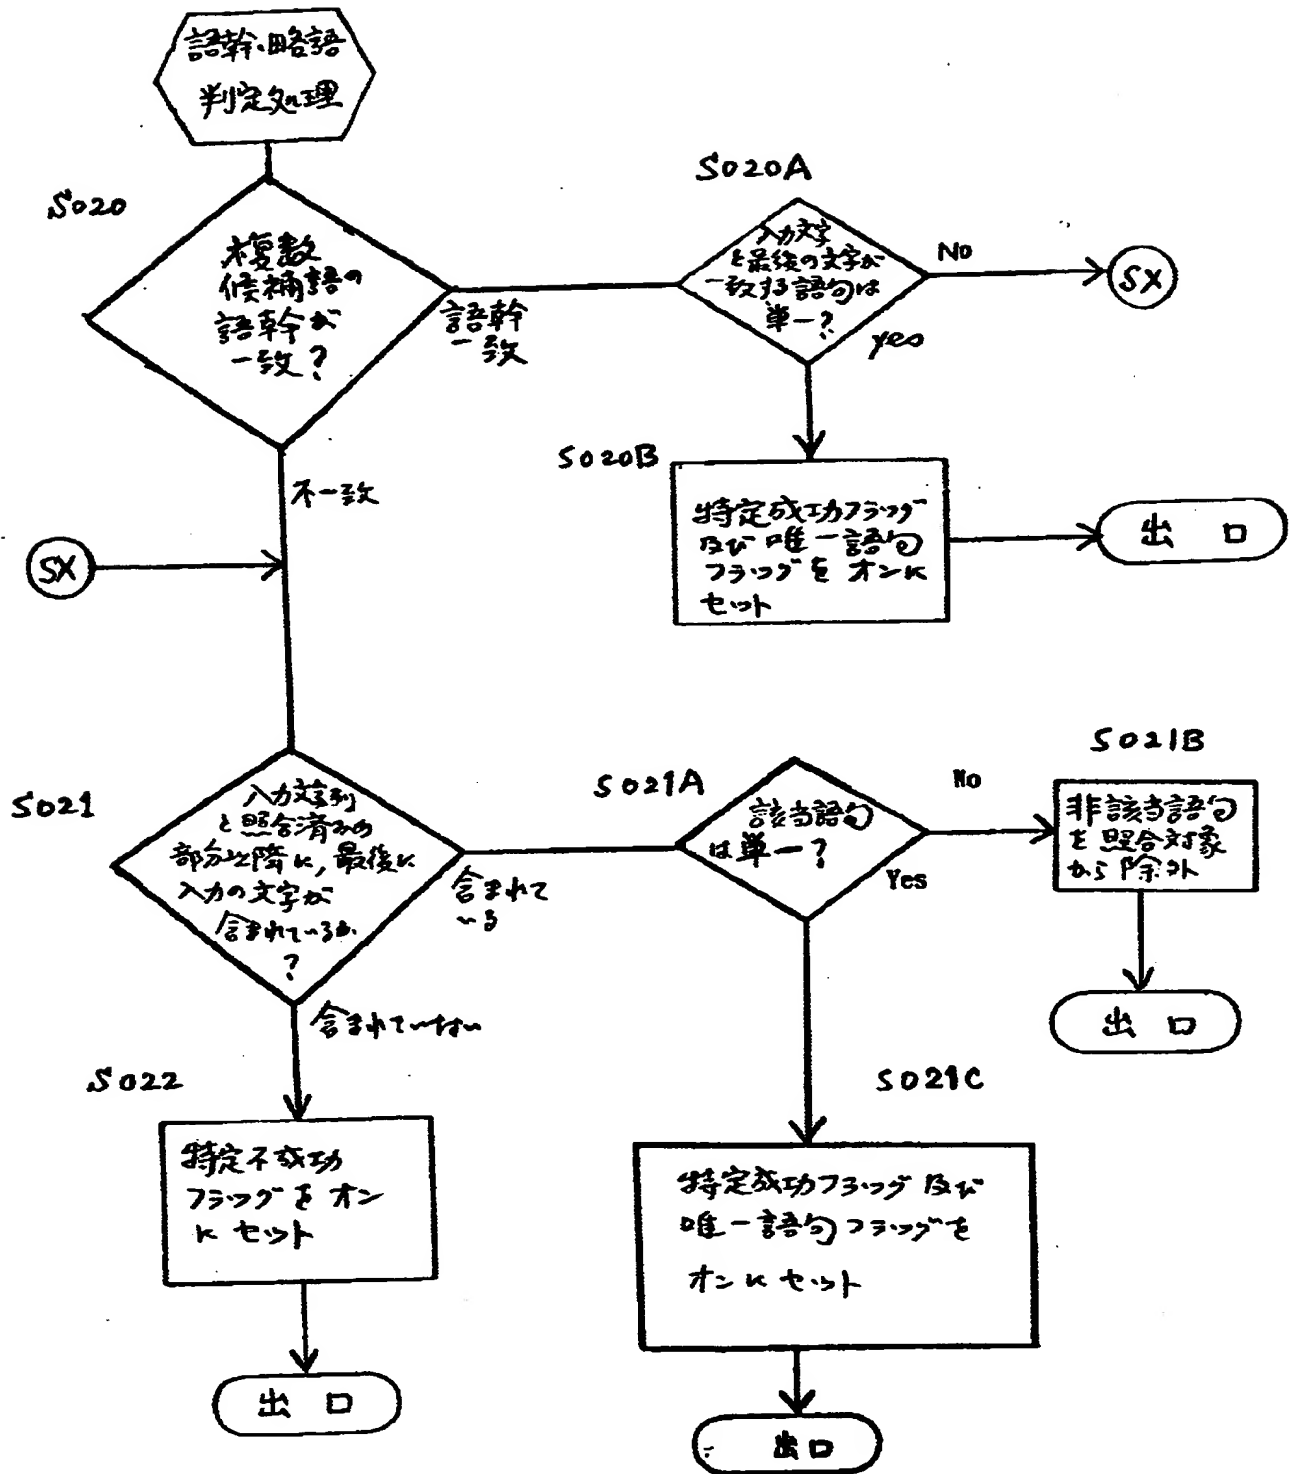 語幹・略語
判定処理
S020
複数
候補語の
語幹が
一致?
語幹
一致
S020A
入力文字
と最後の文字が
一致する語句は
単一?
No
SX
yes
S020B
特定成功フラッグ
及び唯一語句
フラッグを オンに
セット
出 口
不一致
SX
S021
入力文字列
と照合済みの
部分以降に,最後に
入力の文字が
含まれているか
?
含まれて
いる
S021A
該当語句
は単一?
No
Yes
S021B
非該当語句
を照合対象
から除外
出 口
含まれていない
S022
特定不成功
フラッグを オン
に セット
出 口
S021C
特定成功フラッグ 及び
唯一語句 フラッグを
オンに セット
出口